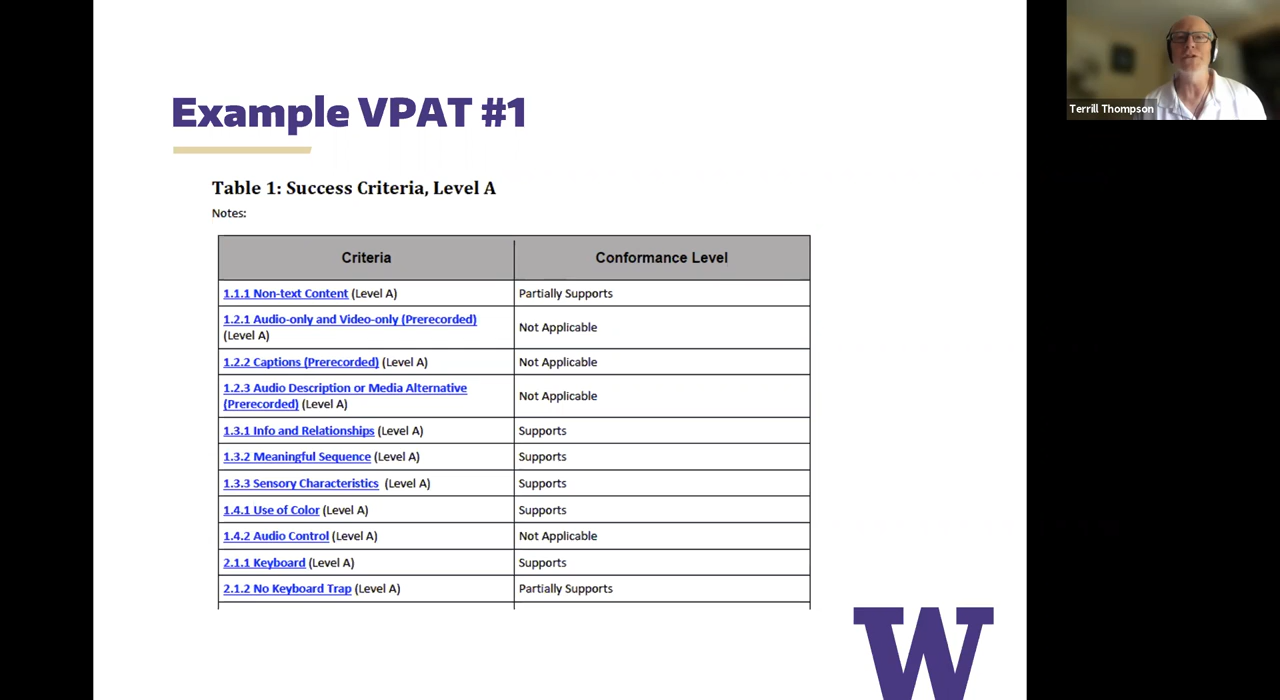 Example VPAT #1
Table 1: Success Criteria, Level A
Notes:
Criteria
Conformance Level
1.1.1 Non-text Content (Level A)
Partially Supports
1.2.1 Audio-only and Video-only (Prerecorded)
(Level A)
Not Applicable
1.2.2 Captions (Prerecorded) (Level A)
Not Applicable
1.2.3 Audio Description or Media Alternative
(Prerecorded) (Level A)
Not Applicable
1.3.1 Info and Relationships (Level A)
Supports
1.3.2 Meaningful Sequence (Level A)
Supports
1.3.3 Sensory Characteristics (Level A)
Supports
1.4.1 Use of Color (Level A)
Supports
1.4.2 Audio Control (Level A)
Not Applicable
2.1.1 Keyboard (Level A)
Supports
2.1.2 No Keyboard Trap (Level A)
Partially Supports
W
Terrill Thompson